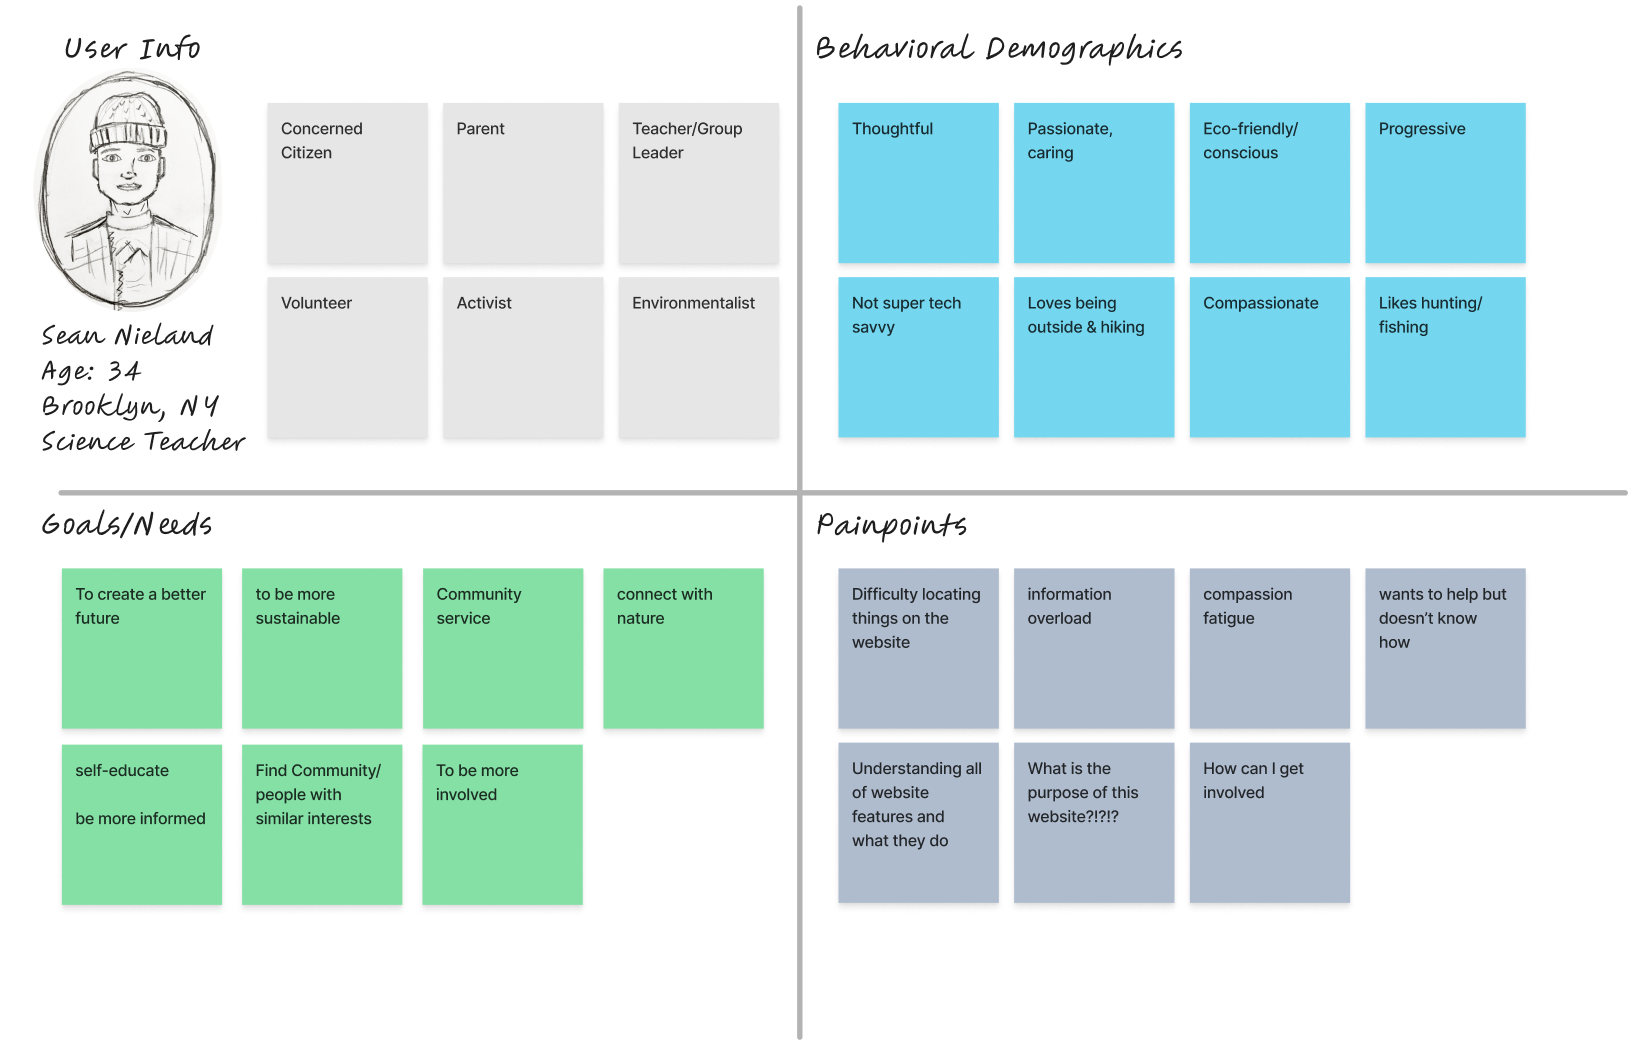 User Info
Sean Nieland
Age: 34
Brooklyn, NY
Science Teacher
Concerned
Citizen
Parent
Teacher/Group
Leader
Volunteer
Activist
Environmentalist
Behavioral Demographics
Thoughtful
Passionate,
caring
Eco-friendly/
conscious
Progressive
Not super tech
savvy
Loves being
outside & hiking
Compassionate
Likes hunting/
fishing
Goals/Needs
To create a better
future
to be more
sustainable
Community
service
connect with
nature
self-educate
be more informed
Find Community/
people with
similar interests
To be more
involved
Painpoints
Difficulty locating
things on the
website
information
overload
compassion
fatigue
wants to help but
doesn’t know
how
Understanding all
of website
features and
what they do
What is the
purpose of this
website?!?!?
How can I get
involved